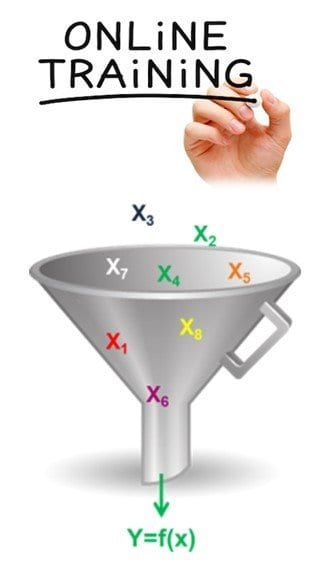 ONLiNE
TRAiNiNG
X3
X2
X7 X4 X5
X1 X8
X6
Y=f(x)